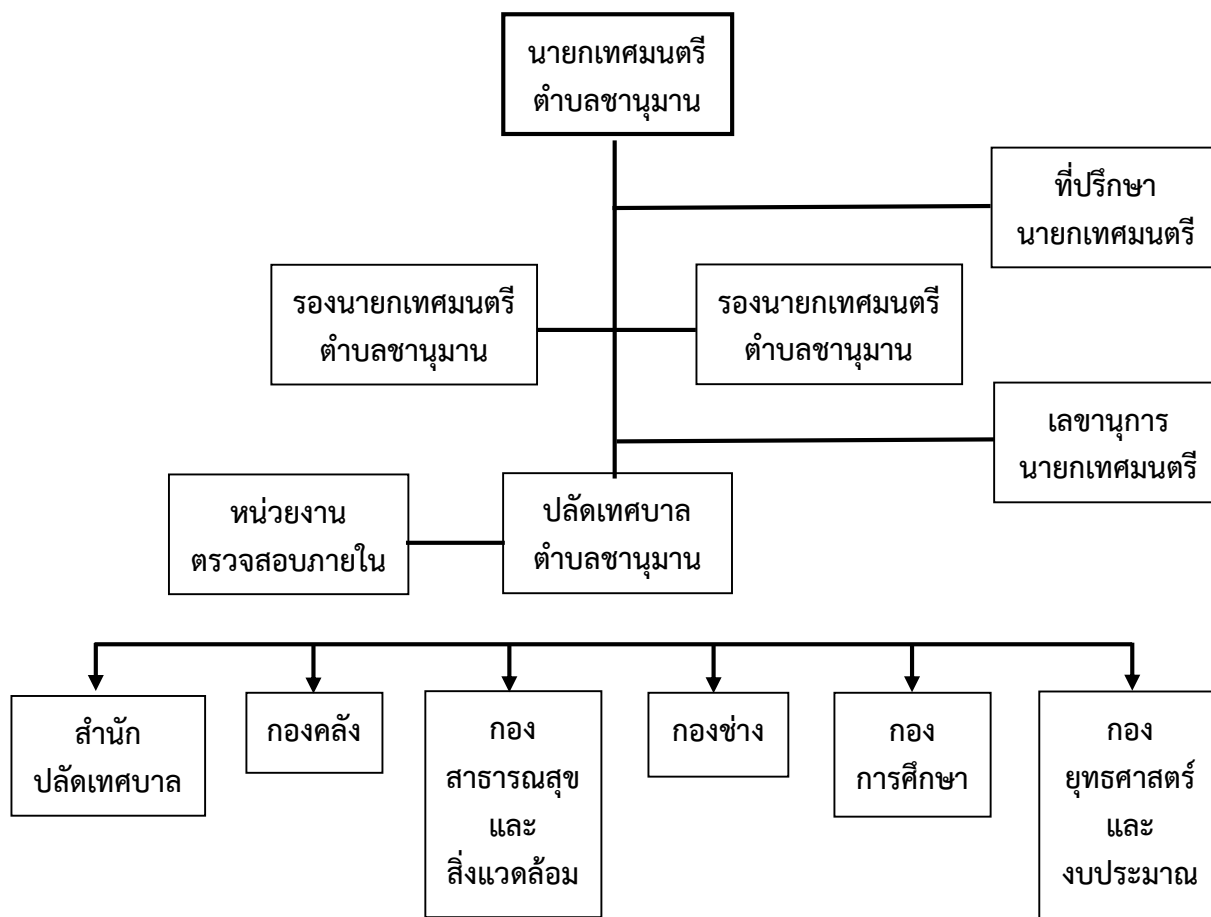 นายกเทศมนตรี
ตำบลชานุมาน
ที่ปรึกษา
นายกเทศมนตรี
รองนายกเทศมนตรี
ตำบลชานุมาน
รองนายกเทศมนตรี
ตำบลชานุมาน
เลขานุการ
นายกเทศมนตรี
หน่วยงาน
ตรวจสอบภายใน
ปลัดเทศบาล
ตำบลชานุมาน
สำนัก
ปลัดเทศบาล
กองคลัง
กอง
สาธารณสุข
และ
สิ่งแวดล้อม
กองช่าง
กอง
การศึกษา
กอง
ยุทธศาสตร์
และ
งบประมาณ